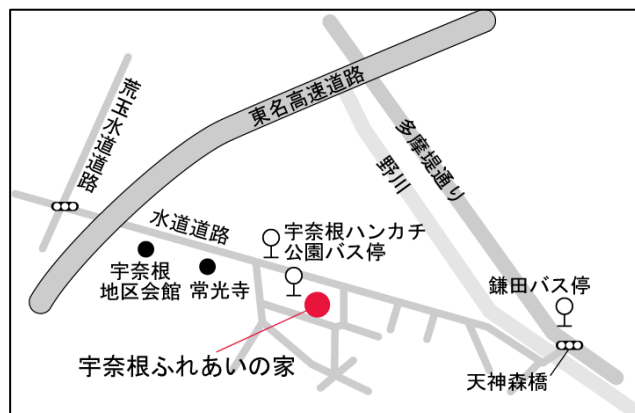 荒玉水道道路
東名高速道路
多摩堤通り
野川
水道道路
宇奈根ハンカチ
公園バス停
宇奈根
地区会館
常光寺
鎌田バス停
宇奈根ふれあいの家
天神森橋